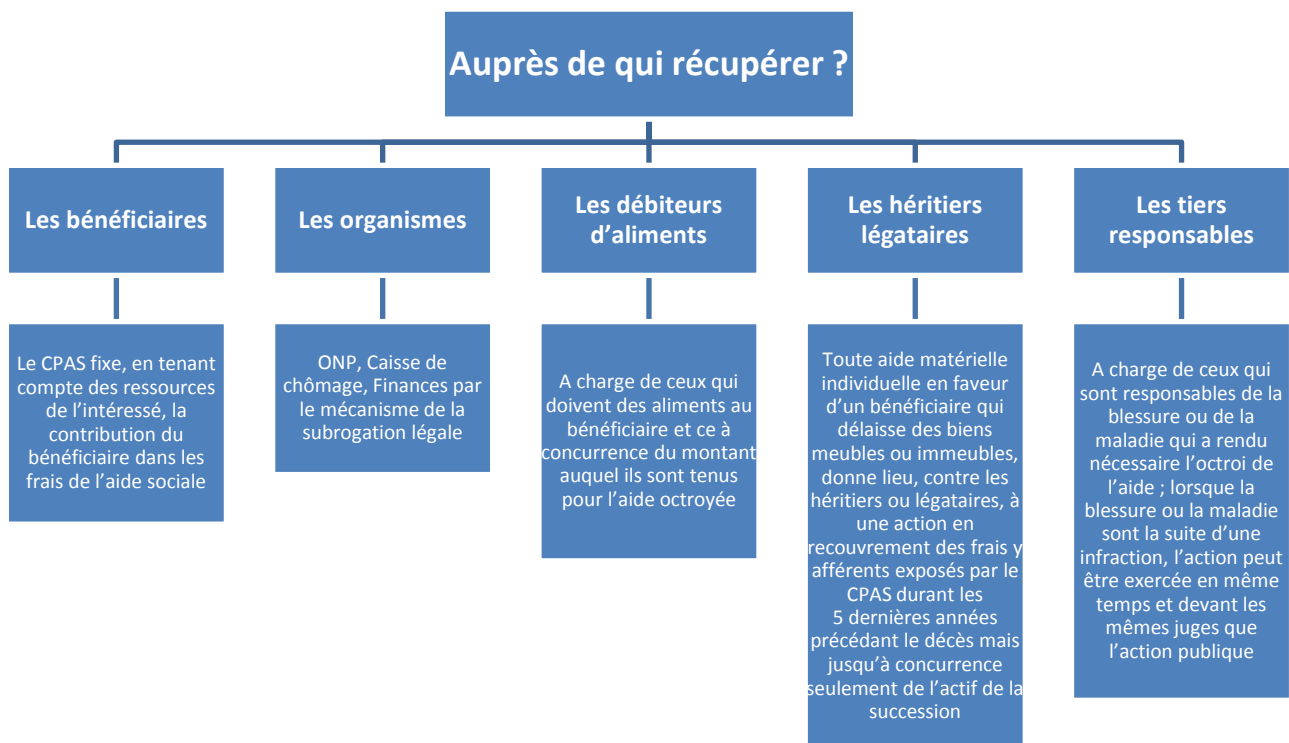 Auprès de qui récupérer ?
Les bénéficiaires
Le CPAS fixe, en tenant
compte des ressources
de l’intéressé, la
contribution du
bénéficiaire dans les
frais de l’aide sociale
Les organismes
ONP, Caisse de
chômage, Finances par
le mécanisme de la
subrogation légale
Les débiteurs
d’aliments
A charge de ceux qui
doivent des aliments au
bénéficiaire et ce à
concurrence du montant
auquel ils sont tenus
pour l’aide octroyée
Les héritiers
légataires
Toute aide matérielle
individuelle en faveur
d’un bénéficiaire qui
délaisse des biens
meubles ou immeubles,
donne lieu, contre les
héritiers ou légataires, à
une action en
recouvrement des frais y
afférents exposés par le
CPAS durant les
5 dernières années
précédant le décès mais
jusqu’à concurrence
seulement de l’actif de la
succession
Les tiers
responsables
A charge de ceux qui
sont responsables de la
blessure ou de la
maladie qui a rendu
nécessaire l’octroi de
l’aide ; lorsque la
blessure ou la maladie
sont la suite d’une
infraction, l’action peut
être exercée en même
temps et devant les
mêmes juges que
l’action publique